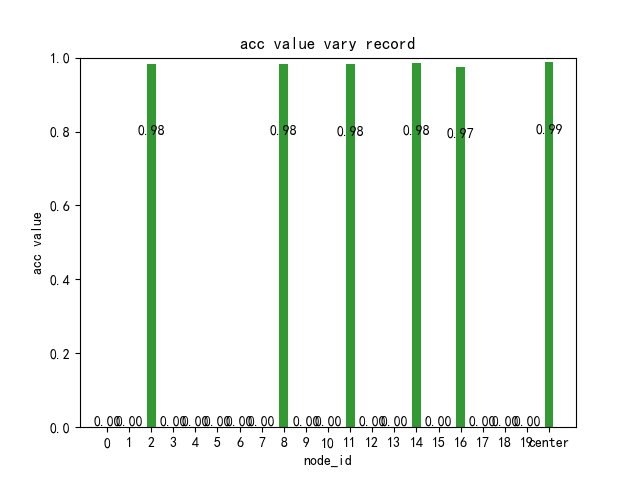 acc value vary record
1.0
0.8
0.6
0.4
0.2
0.0
acc value
0.98 0.98 0.98 0.98 0.97 0.99
0.00 0.00 0.00 0.00 0.00 0.00 0.00 0.00 0.00 0.00 0.00 0.00 0.00 0.00 0.00
0 1 2 3 4 5 6 7 8 9 10 11 12 13 14 15 16 17 18 19 center
node_id